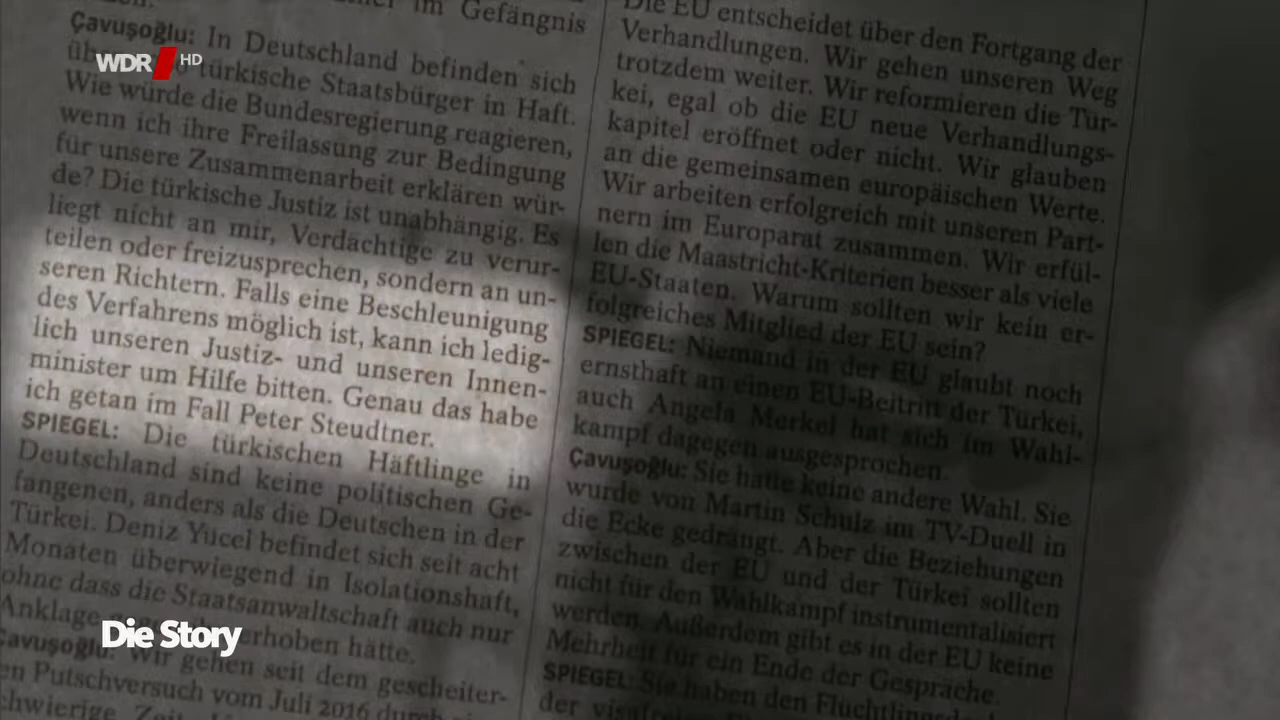 WDR HD
im Gefängnis
Çavuşoğlu: In Deutschland befinden sich
türkische Staatsbürger in Haft.
Wie würde die Bundesregierung reagieren,
wenn ich ihre Freilassung zur Bedingung
für unsere Zusammenarbeit erklären wür-
de? Die türkische Justiz ist unabhängig. Es
liegt nicht an mir, Verdächtige zu verur-
teilen oder freizusprechen, sondern an un-
seren Richtern. Falls eine Beschleunigung
des Verfahrens möglich ist, kann ich ledig-
lich unseren Justiz- und unseren Innen-
minister um Hilfe bitten. Genau das habe
ich getan im Fall Peter Steudtner.
SPIEGEL: Die türkischen Häftlinge in
Deutschland sind keine politischen Ge-
fangenen, anders als die Deutschen in der
Türkei. Deniz Yücel befindet sich seit acht
Monaten überwiegend in Isolationshaft,
ohne dass die Staatsanwaltschaft auch nur
Anklage erhoben hätte.
Çavuşoğlu: Wir gehen seit dem gescheiter-
en Putschversuch vom Juli 2016 durch
chwierige Zeit
Die EU entscheidet über den Fortgang der
Verhandlungen. Wir gehen unseren Weg
trotzdem weiter. Wir reformieren die Tür-
kei, egal ob die EU neue Verhandlungs-
kapitel eröffnet oder nicht. Wir glauben
an die gemeinsamen europäischen Werte.
Wir arbeiten erfolgreich mit unseren Part-
nern im Europarat zusammen. Wir erfül-
len die Maastricht-Kriterien besser als viele
EU-Staaten. Warum sollten wir kein er-
folgreiches Mitglied der EU sein?
SPIEGEL: Niemand in der EU glaubt noch
ernsthaft an einen EU-Beitritt der Türkei,
auch Angela Merkel hat sich im Wahl-
kampf dagegen ausgesprochen.
Çavuşoğlu: Sie hatte keine andere Wahl. Sie
wurde von Martin Schulz im TV-Duell in
die Ecke gedrängt. Aber die Beziehungen
zwischen der EU und der Türkei sollten
nicht für den Wahlkampf instrumentalisiert
werden. Außerdem gibt es in der EU keine
Mehrheit für ein Ende der Gespräche.
SPIEGEL: Sie haben den
der
Die Story